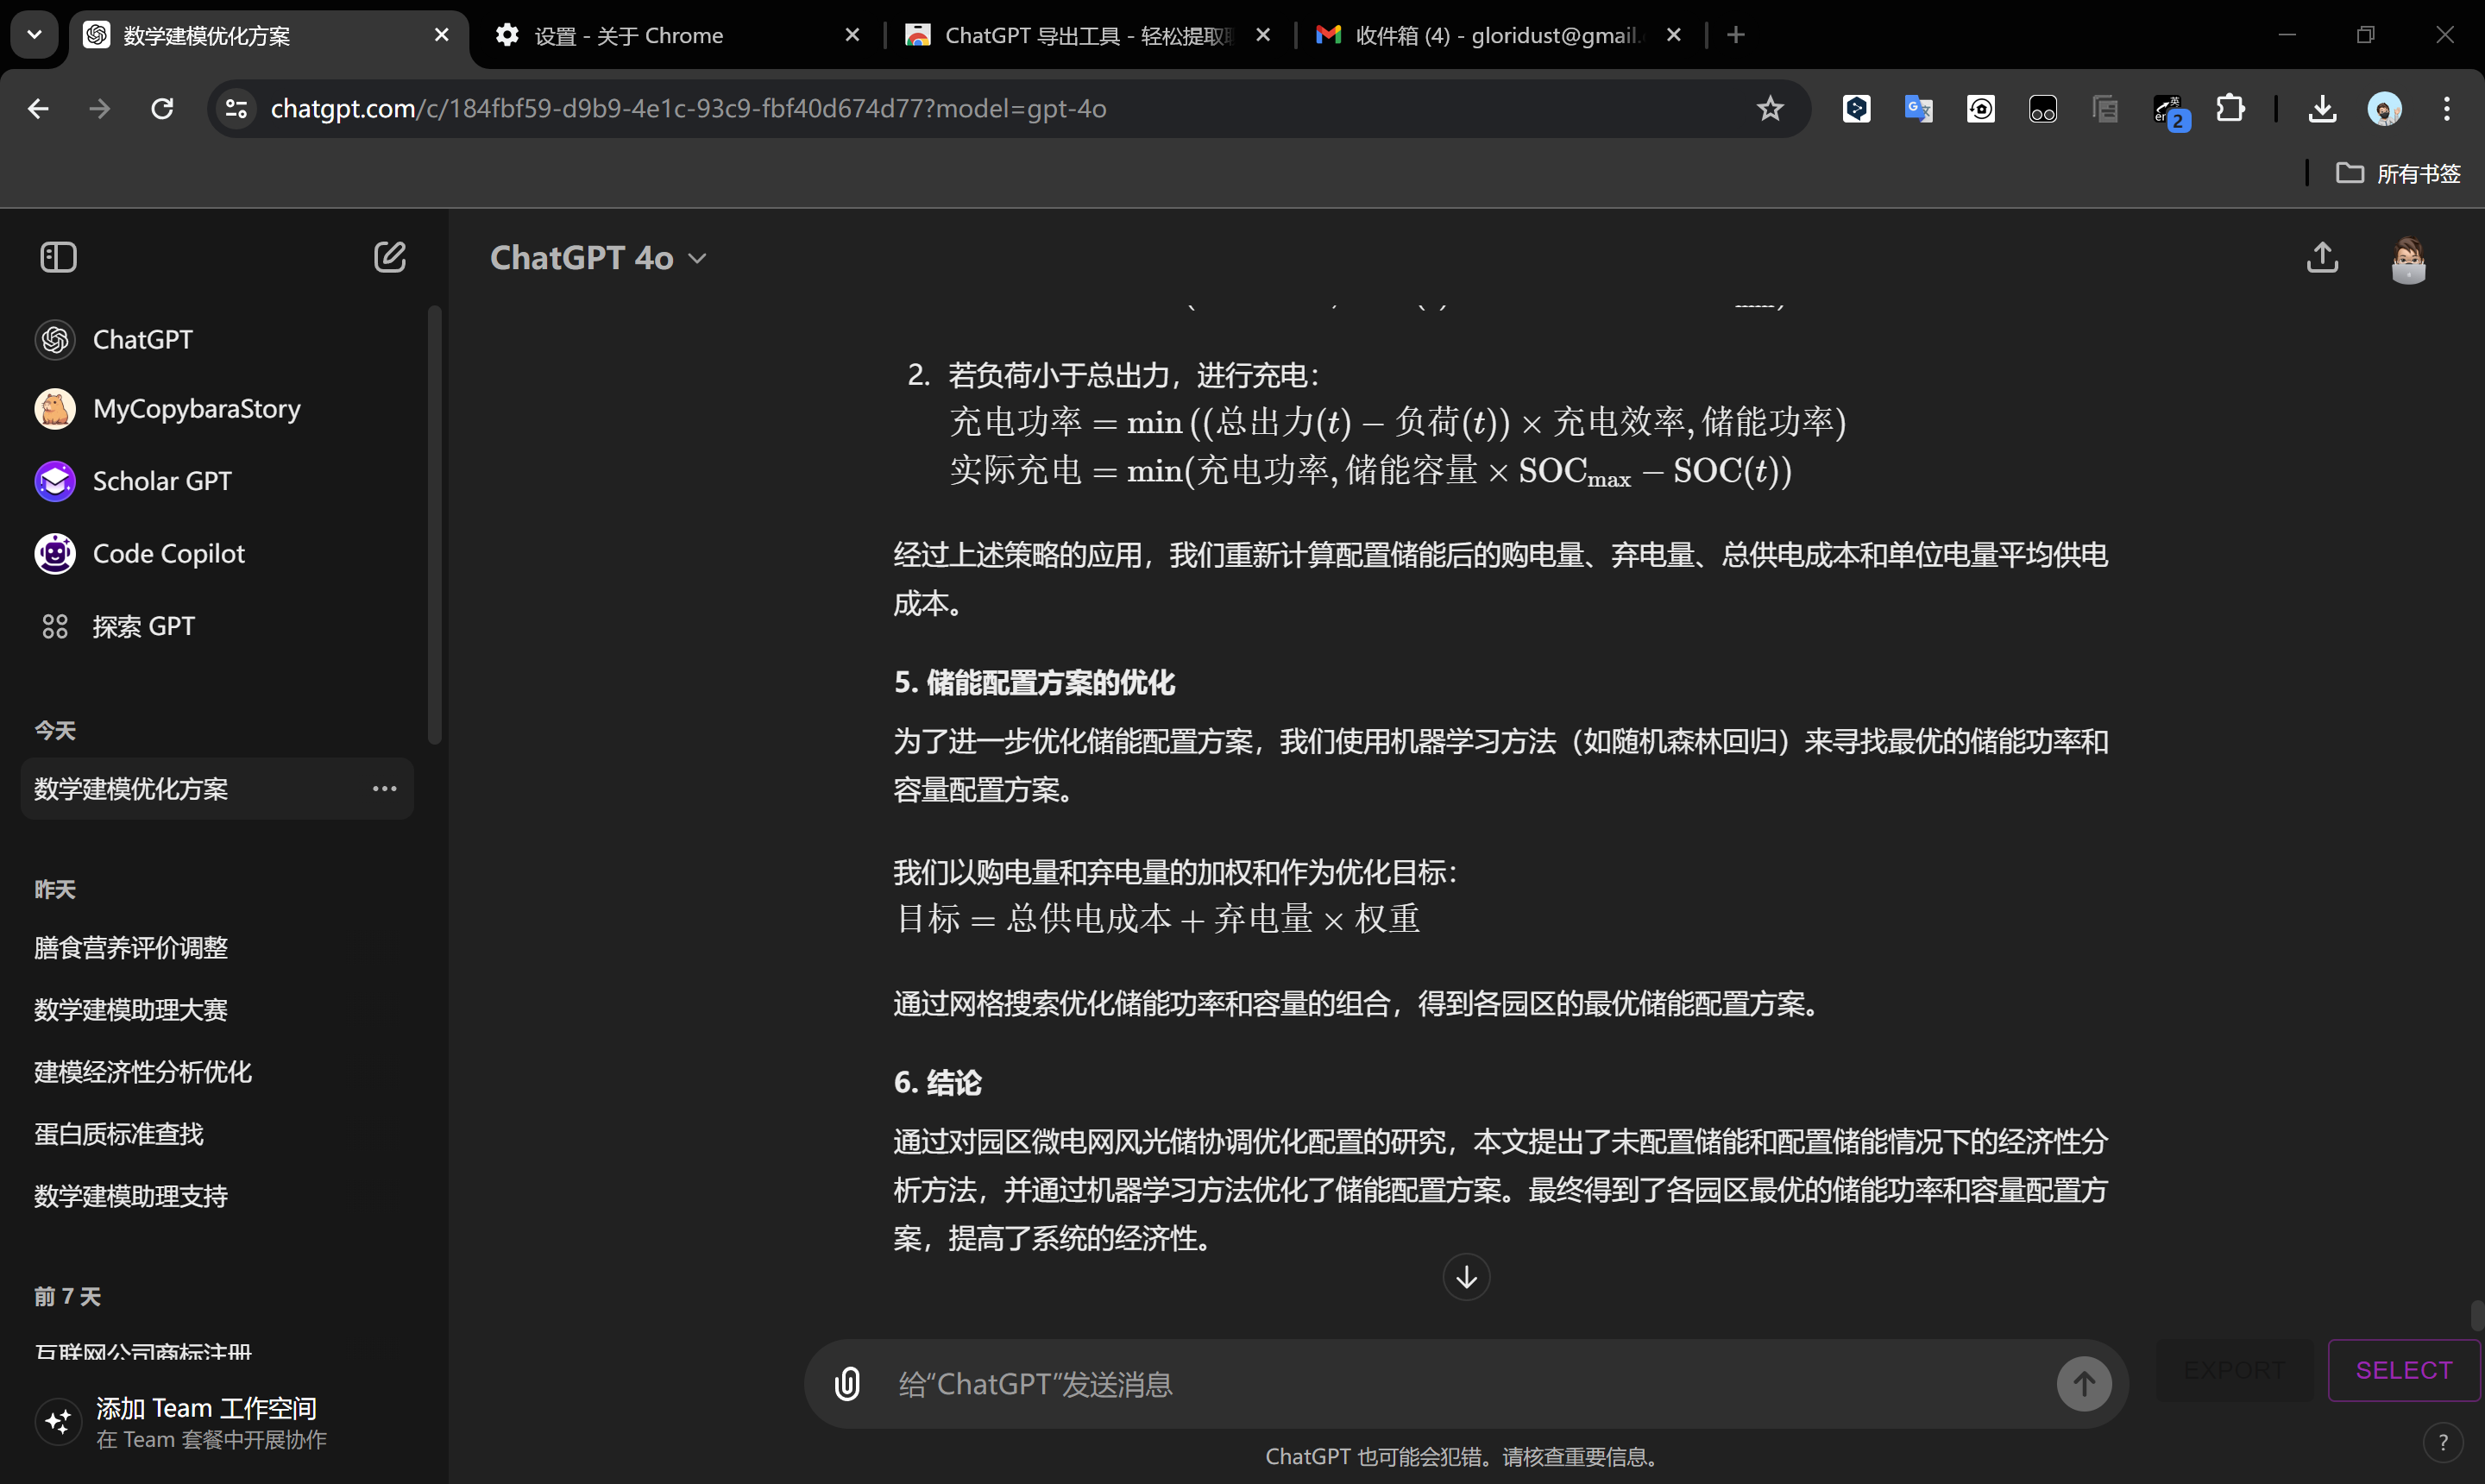 数学建模优化方案
设置 - 关于 Chrome
ChatGPT 导出工具 - 轻松提取
收件箱 (4) - gloridust@gmail.
chatgpt.com/c/184fbf59-d9b9-4e1c-93c9-fbf40d674d77?model=gpt-4o
英
er
2
所有书签
ChatGPT
MyCopybaraStory
Scholar GPT
Code Copilot
探索 GPT
今天
数学建模优化方案
昨天
膳食营养评价调整
数学建模助理大赛
建模经济性分析优化
蛋白质标准查找
数学建模助理支持
前 7 天
互联网公司商标注册
添加 Team 工作空间
在 Team 套餐中开展协作
ChatGPT 4o
2. 若负荷小于总出力，进行充电：
充电功率 = min ((总出力(t) − 负荷(t)) × 充电效率, 储能功率)
实际充电 = min(充电功率, 储能容量 × SOCmax − SOC(t))
经过上述策略的应用，我们重新计算配置储能后的购电量、弃电量、总供电成本和单位电量平均供电
成本。
5. 储能配置方案的优化
为了进一步优化储能配置方案，我们使用机器学习方法（如随机森林回归）来寻找最优的储能功率和
容量配置方案。
我们以购电量和弃电量的加权和作为优化目标：
目标 = 总供电成本 + 弃电量 × 权重
通过网格搜索优化储能功率和容量的组合，得到各园区的最优储能配置方案。
6. 结论
通过对园区微电网风光储协调优化配置的研究，本文提出了未配置储能和配置储能情况下的经济性分
析方法，并通过机器学习方法优化了储能配置方案。最终得到了各园区最优的储能功率和容量配置方
案，提高了系统的经济性。
给“ChatGPT”发送消息
EXPORT
SELECT
ChatGPT 也可能会犯错。请核查重要信息。
?